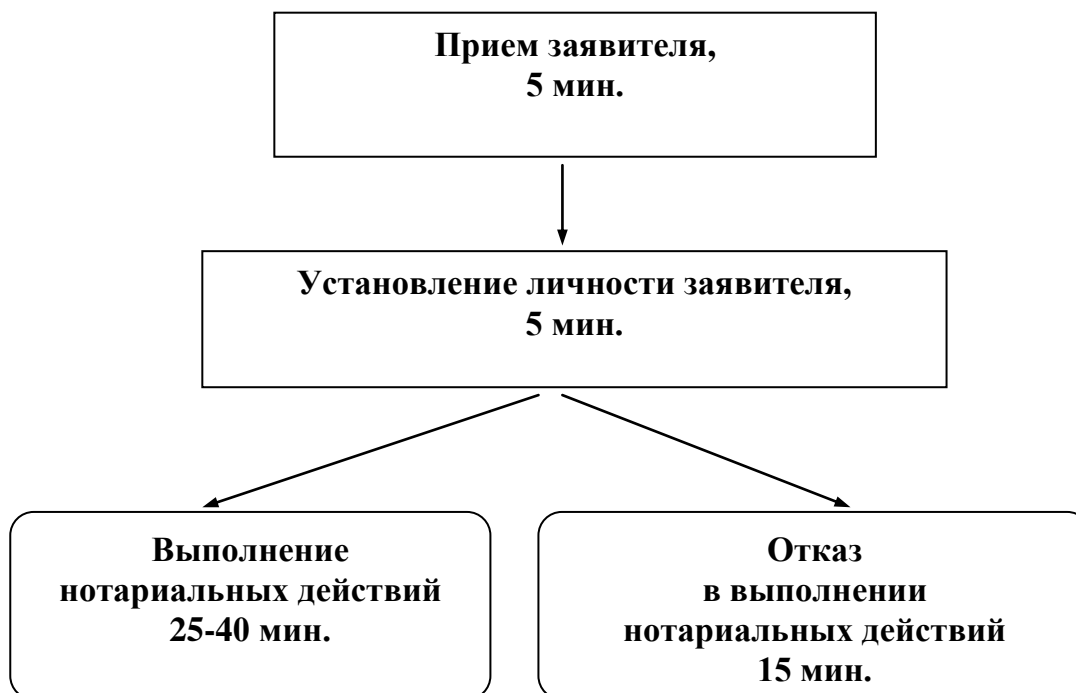 Прием заявителя,
5 мин.
Установление личности заявителя,
5 мин.
Выполнение
нотариальных действий
25-40 мин.
Отказ
в выполнении
нотариальных действий
15 мин.